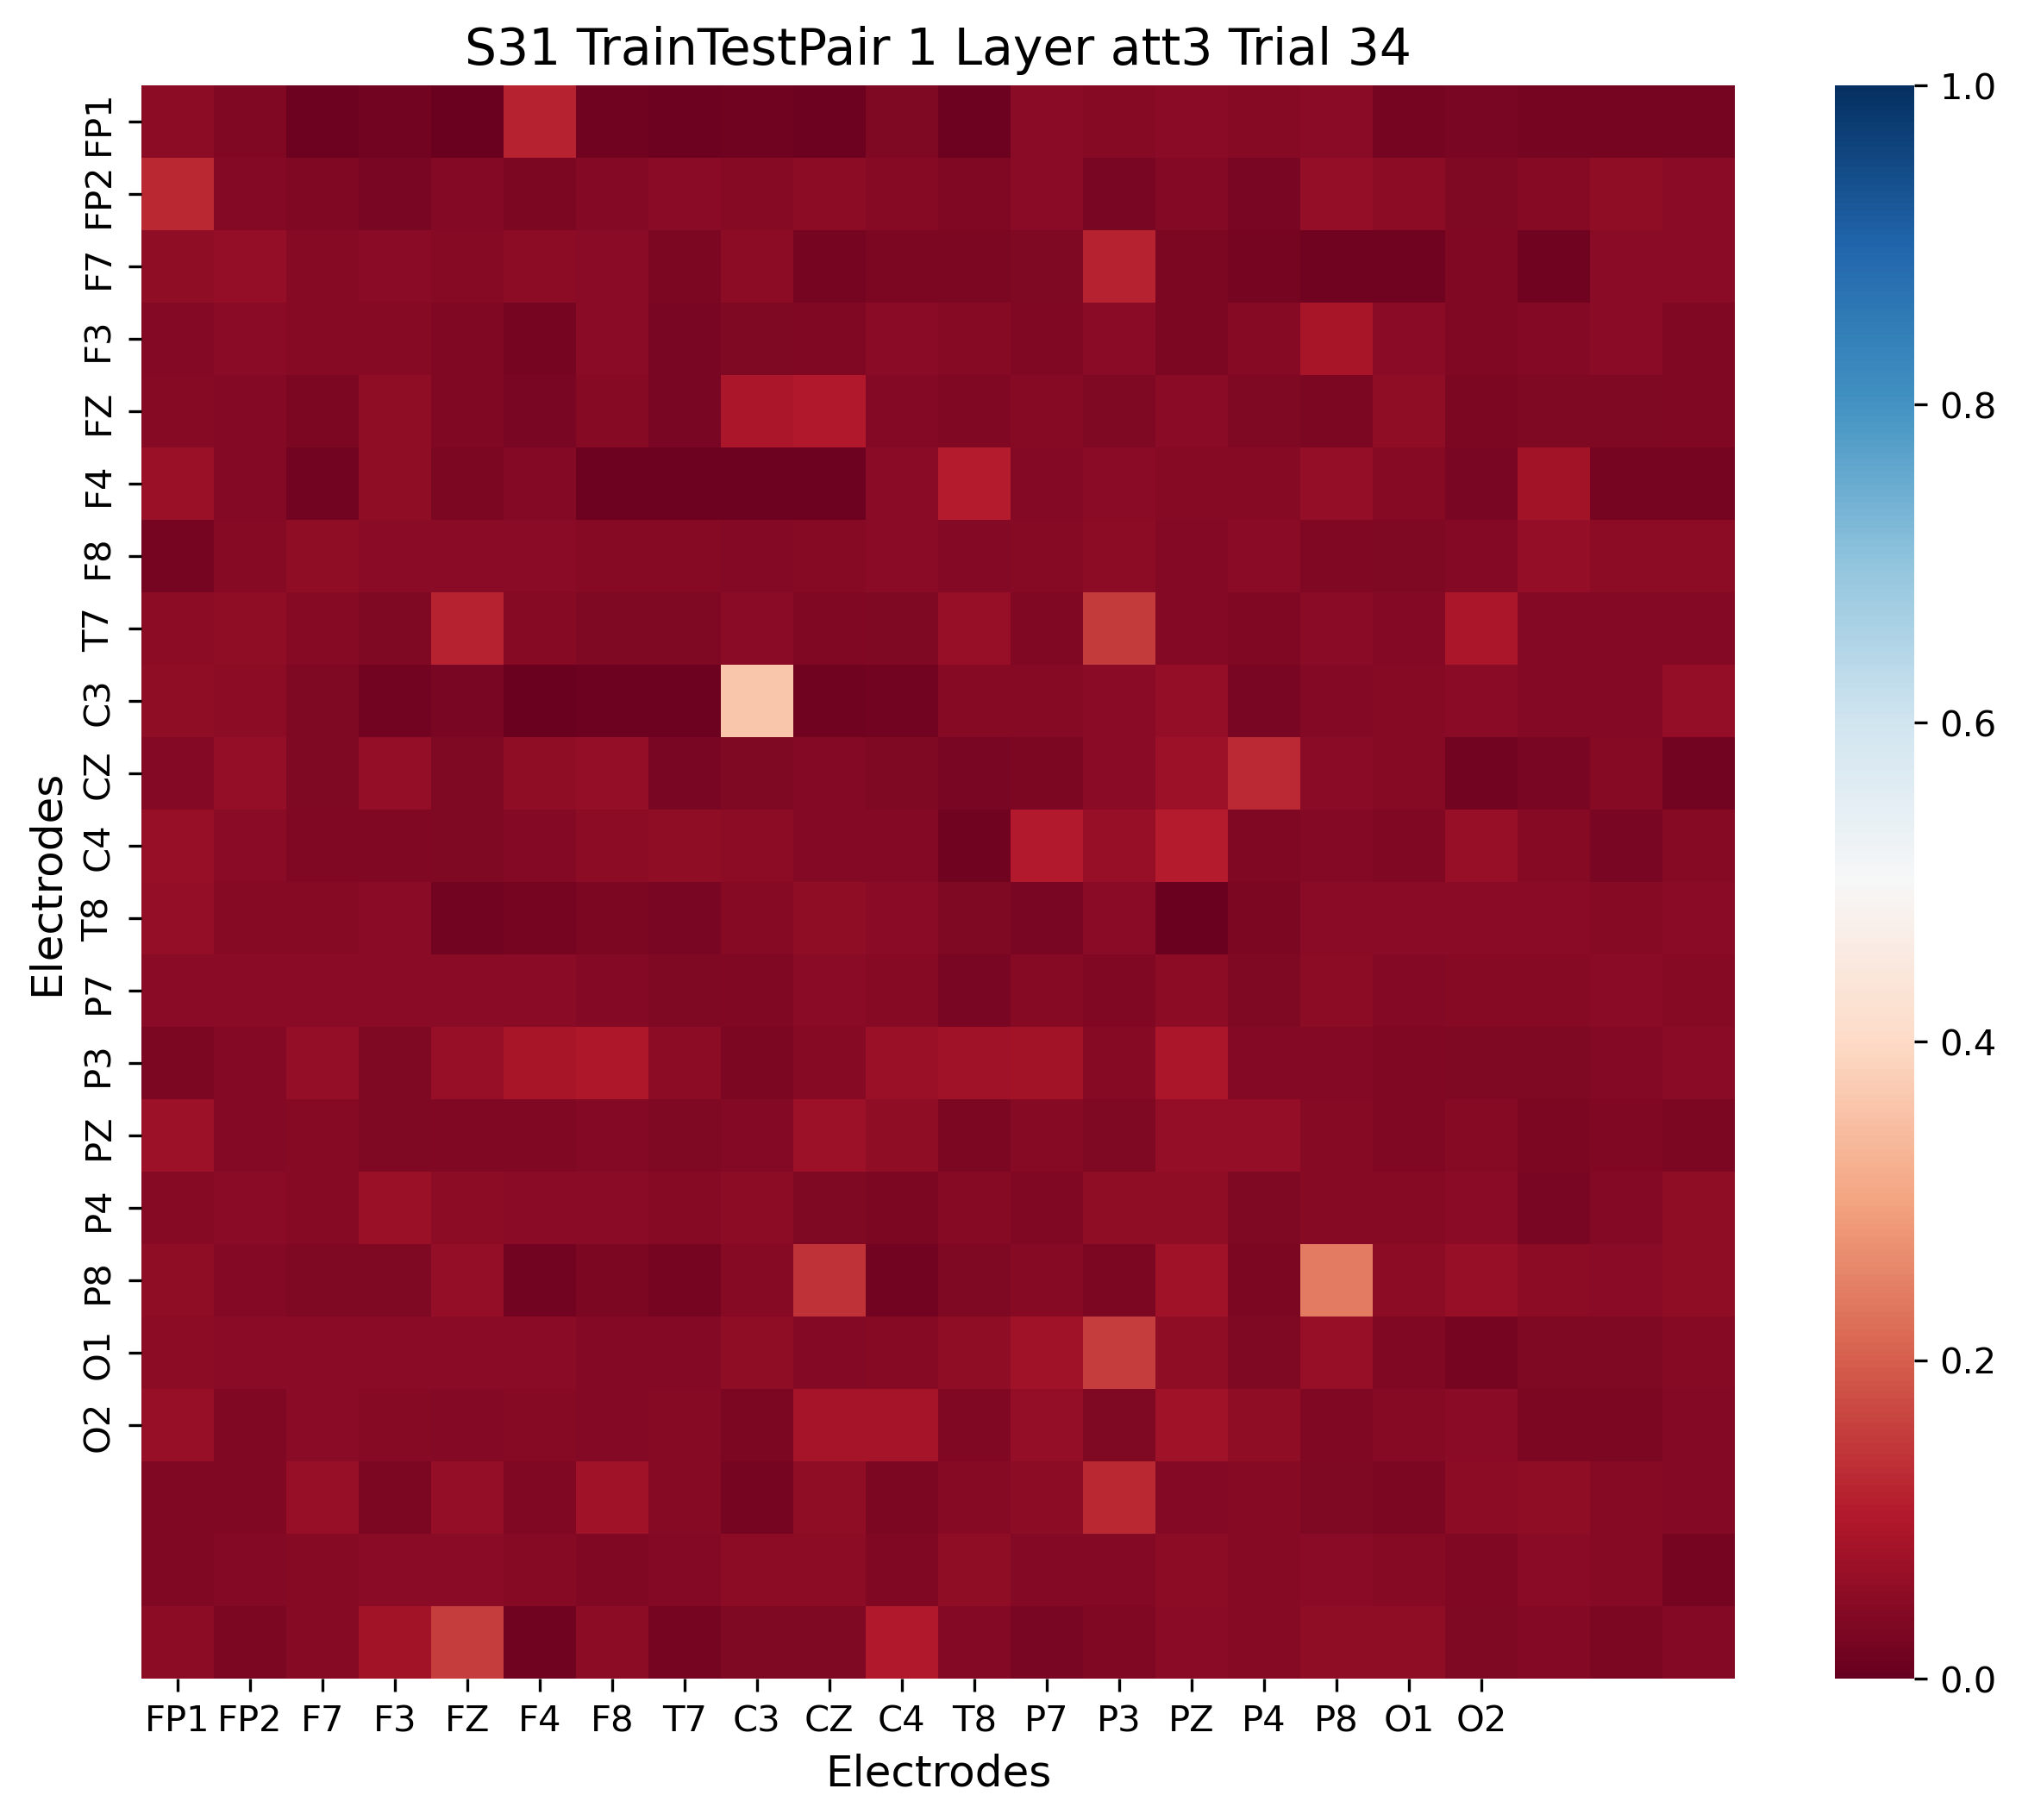 S31 TrainTestPair 1 Layer att3 Trial 34
Electrodes
FP1
FP2
F7
F3
FZ
F4
F8
T7
C3
CZ
C4
T8
P7
P3
PZ
P4
P8
O1
O2
FP1 FP2 F7 F3 FZ F4 F8 T7 C3 CZ C4 T8 P7 P3 PZ P4 P8 O1 O2
Electrodes
1.0
0.8
0.6
0.4
0.2
0.0